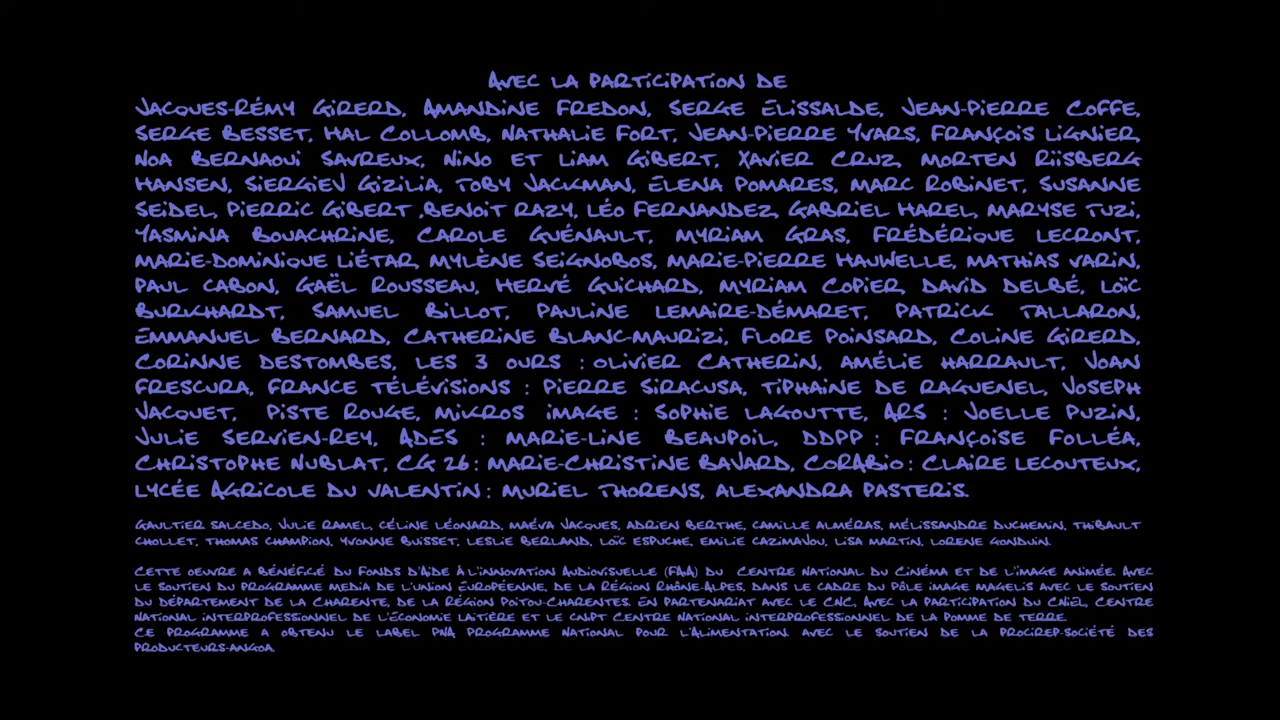 AVEC LA PARTICIPATION DE
JACQUES-RÉMY GIRERD, AMANDINE FREDON, SERGE ELISSALDE, JEAN-PIERRE COFFE,
SERGE BESSET, HAL COLLOMB, NATHALIE FORT, JEAN-PIERRE YVARS, FRANÇOIS LIGNIER,
NOA BERNAOUI SAVREUX, NINO ET LIAM GIBERT, XAVIER CRUZ, MORTEN RIISBERG
HANSEN, SIERGIEV GIZILIA, TOBY JACKMAN, ELENA POMARES, MARC ROBINET, SUSANNE
SEIDEL, PIERRIC GIBERT ,BENOIT RAZY, LÉO FERNANDEZ, GABRIEL HAREL, MARYSE TUZI,
YASMINA BOUACHRINE, CAROLE GUÉNAULT, MYRIAM GRAS, FRÉDÉRIQUE LECRONT,
MARIE-DOMINIQUE LIÉTAR, MYLÈNE SEIGNOBOS, MARIE-PIERRE HAUWELLE, MATHIAS VARIN,
PAUL CABON, GAËL ROUSSEAU, HERVÉ GUICHARD, MYRIAM COPIER, DAVID DELBÉ, LOÏC
BURKHARDT, SAMUEL BILLOT, PAULINE LEMAIRE-DÉMARET, PATRICK TALLARON,
EMMANUEL BERNARD, CATHERINE BLANC-MAURIZI, FLORE POINSARD, COLINE GIRERD,
CORINNE DESTOMBES, LES 3 OURS : OLIVIER CATHERIN, AMÉLIE HARRAULT, JOAN
FRESCURA, FRANCE TÉLÉVISIONS : PIERRE SIRACUSA, TIPHAINE DE RAGUENEL, JOSEPH
JACQUET, PISTE ROUGE, MIKROS IMAGE : SOPHIE LAGOUTTE, ARS : JOELLE PUZIN,
JULIE SERVIEN-REY, ADES : MARIE-LINE BEAUPOIL, DDPP : FRANÇOISE FOLLÉA,
CHRISTOPHE NUBLAT, CG 26 : MARIE-CHRISTINE BAVARD, CORABIO : CLAIRE LECOUTEUX,
LYCÉE AGRICOLE DU VALENTIN : MURIEL THORENS, ALEXANDRA PASTERIS.
GAULTIER SALCEDO, JULIE RAMEL, CÉLINE LÉONARD, MAÉVA JACQUES, ADRIEN BERTHE, CAMILLE ALMÉRAS, MÉLISSANDRE DUCHEMIN, THIBAULT
CHOLLET, THOMAS CHAMPION, YVONNE BUISSET, LESLIE BERLAND, LOÏC ESPUCHE, EMILIE CAZIMAJOU, LISA MARTIN, LORENE GONDUIN.
CETTE OEUVRE A BÉNÉFICÉ DU FONDS D'AIDE À L'INNOVATION AUDIOVISUELLE (FAIA) DU CENTRE NATIONAL DU CINÉMA ET DE L'IMAGE ANIMÉE. AVEC
LE SOUTIEN DU PROGRAMME MEDIA DE L'UNION EUROPÉENNE, DE LA RÉGION RHÔNE-ALPES, DANS LE CADRE DU PÔLE IMAGE MAGELIS AVEC LE SOUTIEN
DU DÉPARTEMENT DE LA CHARENTE, DE LA RÉGION POITOU-CHARENTES. EN PARTENARIAT AVEC LE CNC, AVEC LA PARTICIPATION DU CNIEL, CENTRE
NATIONAL INTERPROFESSIONNEL DE L'ÉCONOMIE LAITIÈRE ET LE CNIPT CENTRE NATIONAL INTERPROFESSIONNEL DE LA POMME DE TERRE.
CE PROGRAMME A OBTENU LE LABEL PNA PROGRAMME NATIONAL POUR L'ALIMENTATION. AVEC LE SOUTIEN DE LA PROCIREP-SOCIÉTÉ DES
PRODUCTEURS-ANGOA.